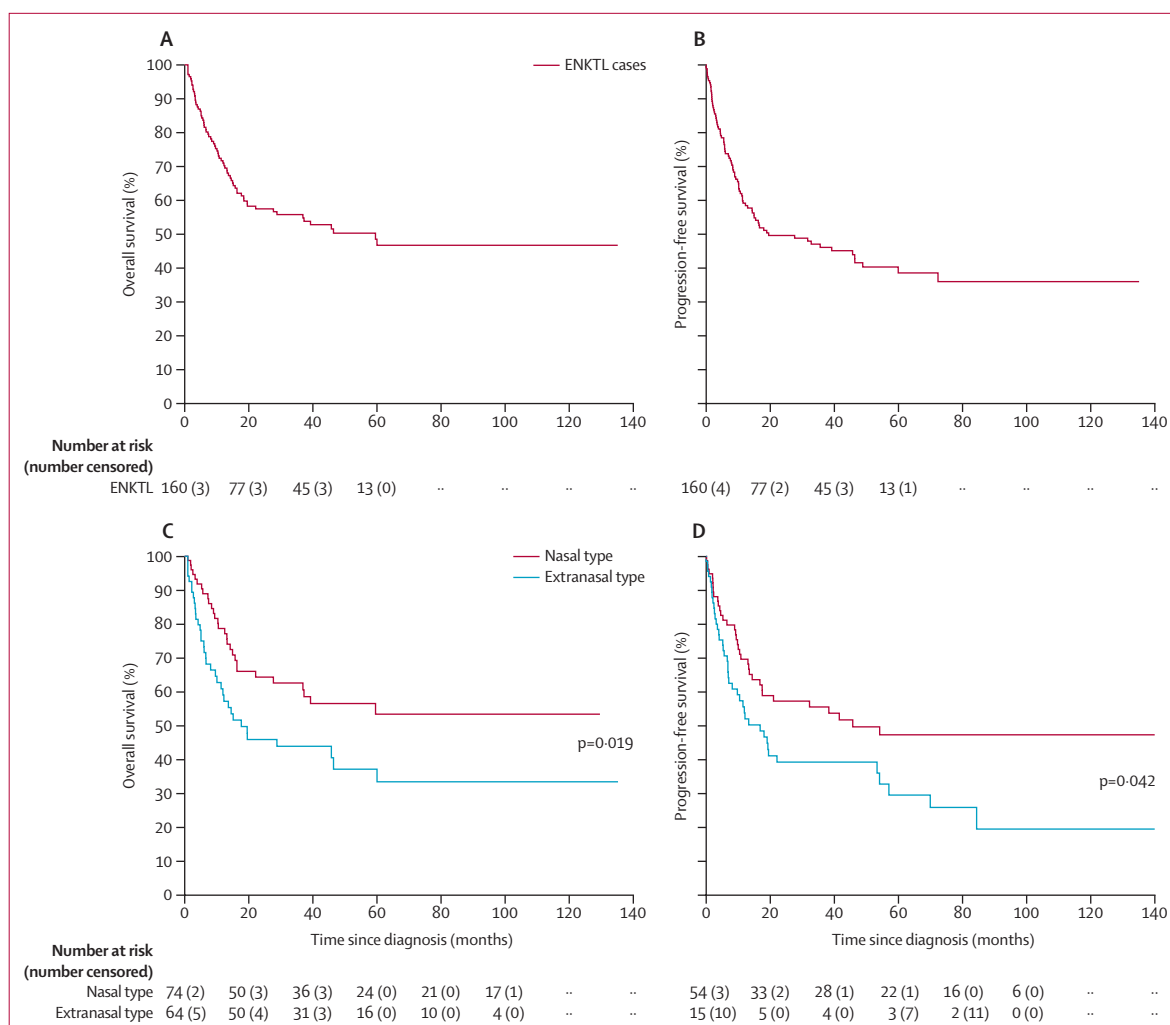 A
B
ENKTL cases
100
90
80
70
60
50
40
30
20
10
0
Overall survival (%)
Progression-free survival (%)
0 20 40 60 80 100 120 140
0 20 40 60 80 100 120 140
Number at risk
(number censored)
ENKTL 160 (3) 77 (3) 45 (3) 13 (0) ·· ·· ·· ··
160 (4) 77 (2) 45 (3) 13 (1) ·· ·· ·· ··
C
D
Nasal type
Extranasal type
100
90
80
70
60
50
40
30
20
10
0
Overall survival (%)
p=0·019
Progression-free survival (%)
p=0·042
0 20 40 60 80 100 120 140
0 20 40 60 80 100 120 140
Time since diagnosis (months)
Time since diagnosis (months)
Number at risk
(number censored)
Nasal type 74 (2) 50 (3) 36 (3) 24 (0) 21 (0) 17 (1) ·· ··
54 (3) 33 (2) 28 (1) 22 (1) 16 (0) 6 (0) ·· ··
Extranasal type 64 (5) 50 (4) 31 (3) 16 (0) 10 (0) 4 (0) ·· ··
15 (10) 5 (0) 4 (0) 3 (7) 2 (11) 0 (0) ·· ··